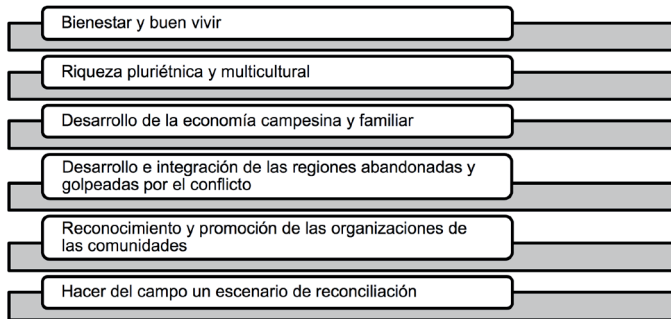 Bienestar y buen vivir
Riqueza pluriétnica y multicultural
Desarrollo de la economía campesina y familiar
Desarrollo e integración de las regiones abandonadas y
golpeadas por el conflicto
Reconocimiento y promoción de las organizaciones de
las comunidades
Hacer del campo un escenario de reconciliación